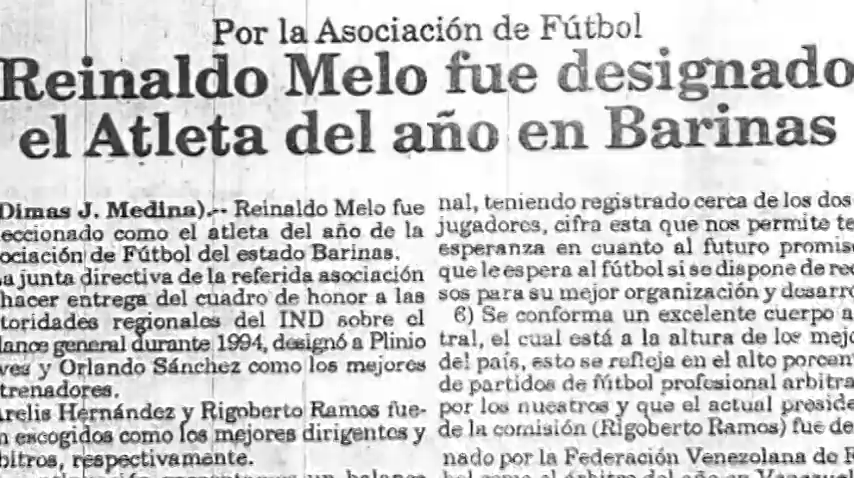 Por la Asociación de Fútbol
Reinaldo Melo fue designado
el Atleta del año en Barinas
Dimas J. Medina).-- Reinaldo Melo fue
eccionado como el atleta del año de la
ociación de Fútbol del estado Barinas.
a junta directiva de la referida asociación
hacer entrega del cuadro de honor a las
toridades regionales del IND sobre el
lance general durante 1994, designó a Plinio
ves y Orlando Sánchez como los mejores
trenadores.
arelis Hernández y Rigoberto Ramos fue-
n escogidos como los mejores dirigentes y
bitros, respectivamente.
nal, teniendo registrado cerca de los dos
jugadores, cifra esta que nos permite te
esperanza en cuanto al futuro promiso
que le espera al fútbol si se dispone de rec
sos para su mejor organización y desarro
6) Se conforma un excelente cuerpo a
tral, el cual está a la altura de los mejo
del país, esto se refleja en el alto porcen
de partidos de fútbol profesional arbitra
por los nuestros y que el actual preside
de la comisión (Rigoberto Ramos) fue de
nado por la Federación Venezolana de F